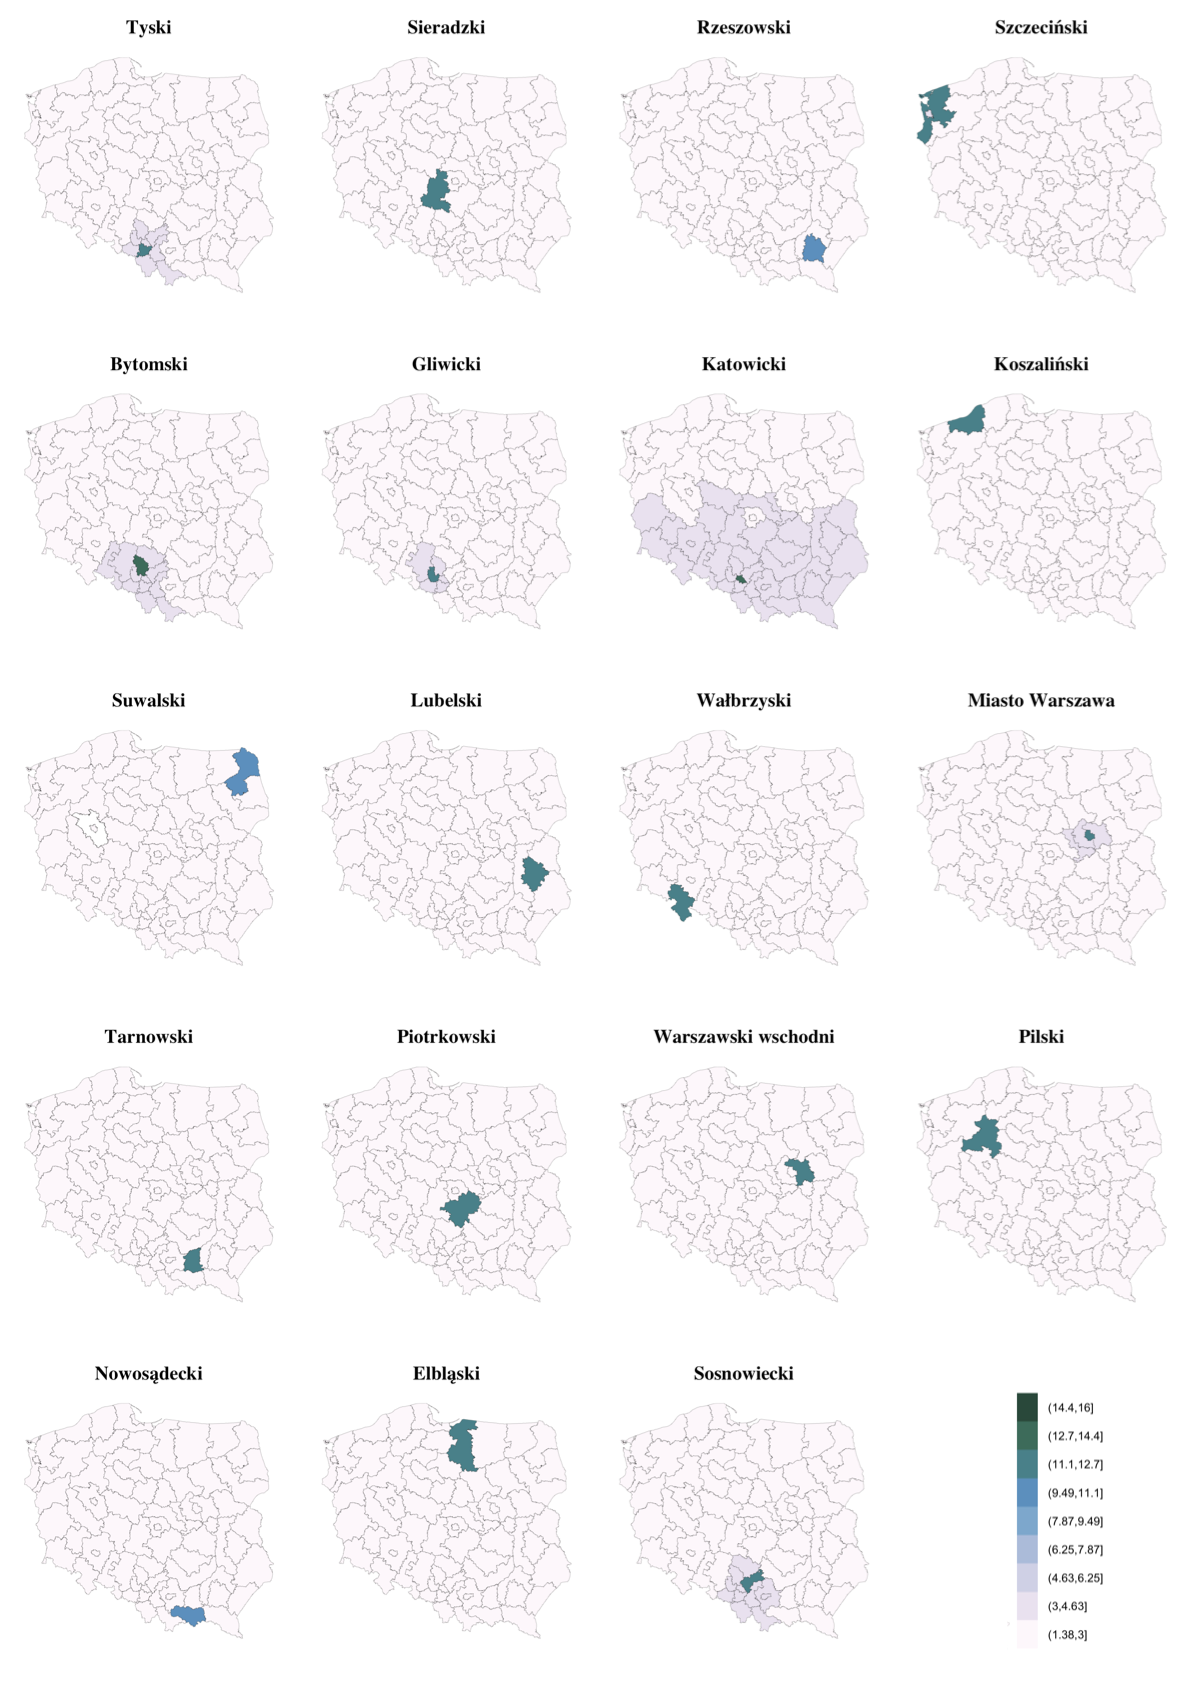 Tyski
Sieradzki
Rzeszowski
Szczeciński
Bytomski
Gliwicki
Katowicki
Koszaliński
Suwalski
Lubelski
Wałbrzyski
Miasto Warszawa
Tarnowski
Piotrkowski
Warszawski wschodni
Pilski
Nowosądecki
Elbląski
Sosnowiecki
(14.4,16]
(12.7,14.4]
(11.1,12.7]
(9.49,11.1]
(7.87,9.49]
(6.25,7.87]
(4.63,6.25]
(3,4.63]
(1.38,3]